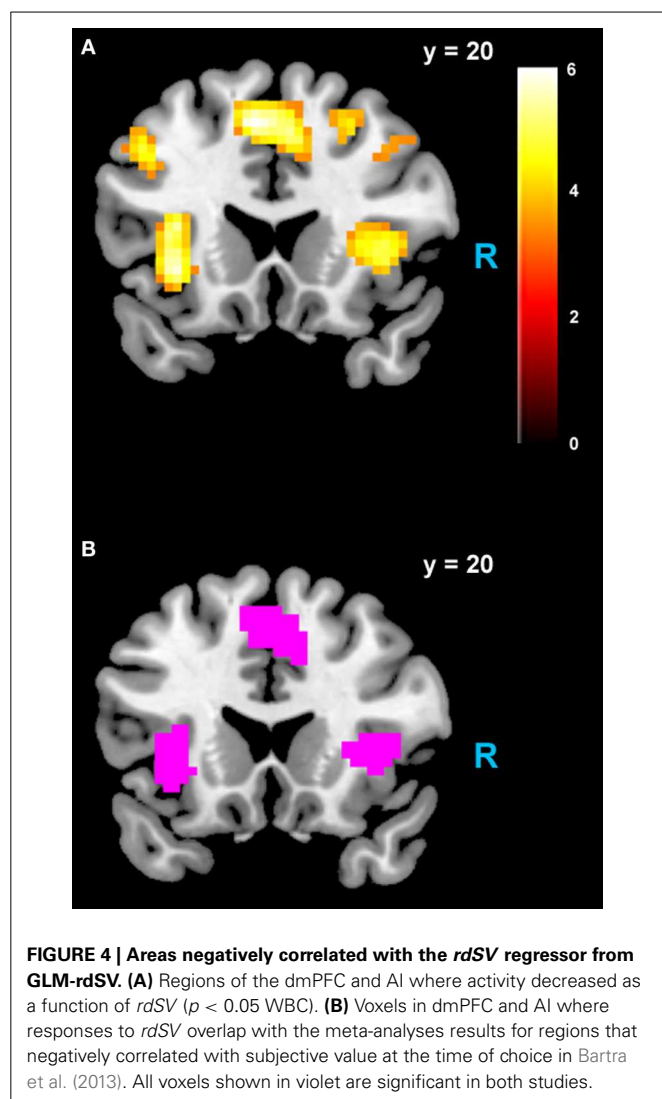 A
y = 20
6
4
R
2
0
B
y = 20
R
FIGURE 4 | Areas negatively correlated with the rdSV regressor from
GLM-rdSV. (A) Regions of the dmPFC and AI where activity decreased as
a function of rdSV (p < 0.05 WBC). (B) Voxels in dmPFC and AI where
responses to rdSV overlap with the meta-analyses results for regions that
negatively correlated with subjective value at the time of choice in Bartra
et al. (2013). All voxels shown in violet are significant in both studies.